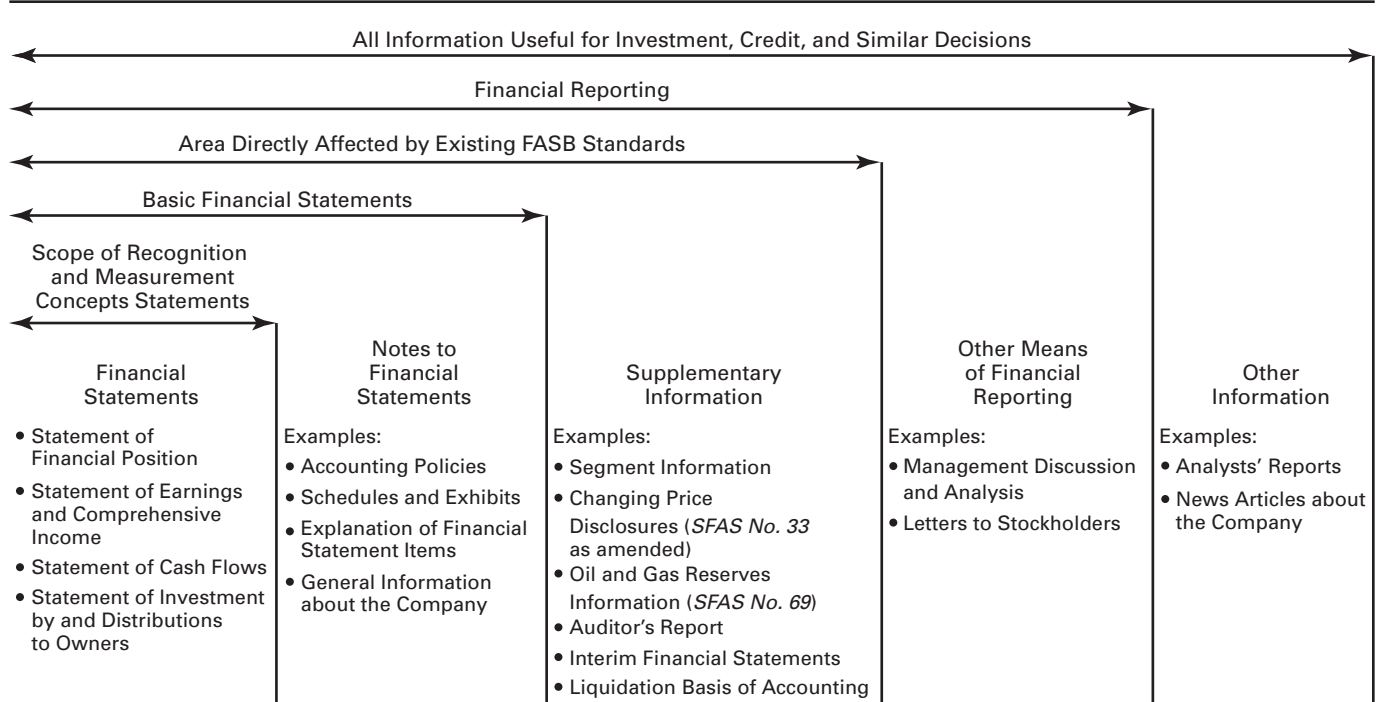 All Information Useful for Investment, Credit, and Similar Decisions
Financial Reporting
Area Directly Affected by Existing FASB Standards
Basic Financial Statements
Scope of Recognition
and Measurement
Concepts Statements
Financial
Statements
• Statement of
Financial Position
• Statement of Earnings
and Comprehensive
Income
• Statement of Cash Flows
• Statement of Investment
by and Distributions
to Owners
Notes to
Financial
Statements
Examples:
• Accounting Policies
• Schedules and Exhibits
• Explanation of Financial
Statement Items
• General Information
about the Company
Supplementary
Information
Examples:
• Segment Information
• Changing Price
Disclosures (SFAS No. 33
as amended)
• Oil and Gas Reserves
Information (SFAS No. 69)
• Auditor's Report
• Interim Financial Statements
• Liquidation Basis of Accounting
Other Means
of Financial
Reporting
Examples:
• Management Discussion
and Analysis
• Letters to Stockholders
Other
Information
Examples:
• Analysts' Reports
• News Articles about
the Company